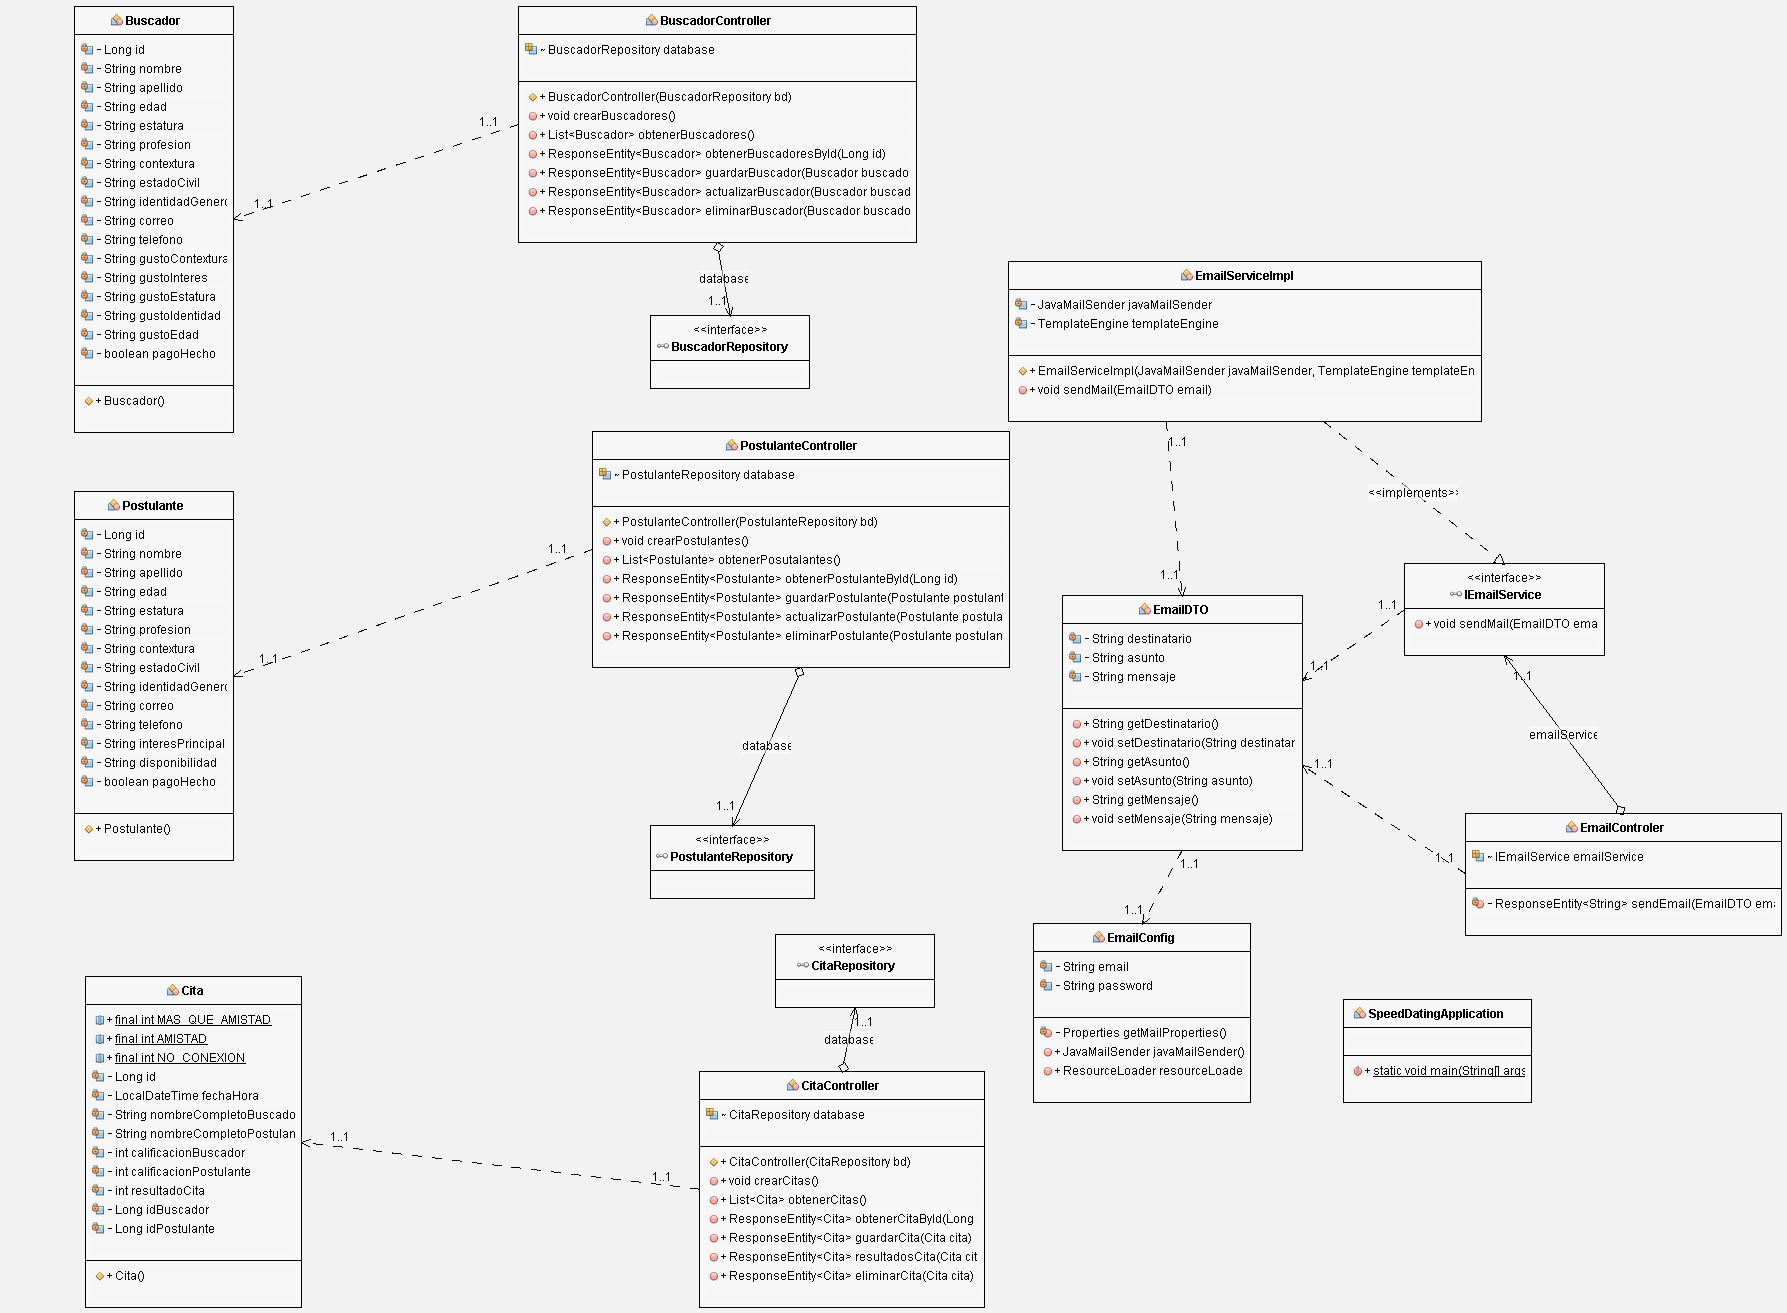 Buscador
- Long id
- String nombre
- String apellido
- String edad
- String estatura
- String profesion
- String contextura
- String estadoCivil
- String identidadGener
- String correo
- String telefono
- String gustoContextura
- String gustoInteres
- String gustoEstatura
- String gustoIdentidad
- String gustoEdad
- boolean pagoHecho
+ Buscador()
BuscadorController
~ BuscadorRepository database
+ BuscadorController(BuscadorRepository bd)
+ void crearBuscadores()
+ List<Buscador> obtenerBuscadores()
+ ResponseEntity<Buscador> obtenerBuscadoresById(Long id)
+ ResponseEntity<Buscador> guardarBuscador(Buscador buscado
+ ResponseEntity<Buscador> actualizarBuscador(Buscador buscad
+ ResponseEntity<Buscador> eliminarBuscador(Buscador buscado
1..1
1..1
database
1..1
<<interface>>
BuscadorRepository
EmailServiceImpl
- JavaMailSender javaMailSender
- TemplateEngine templateEngine
+ EmailServiceImpl(JavaMailSender javaMailSender, TemplateEngine templateEn
+ void sendMail(EmailDTO email)
1..1
<<implements>>
1..1
Postulante
- Long id
- String nombre
- String apellido
- String edad
- String estatura
- String profesion
- String contextura
- String estadoCivil
- String identidadGener
- String correo
- String telefono
- String interesPrincipal
- String disponibilidad
- boolean pagoHecho
+ Postulante()
PostulanteController
~ PostulanteRepository database
+ PostulanteController(PostulanteRepository bd)
+ void crearPostulantes()
+ List<Postulante> obtenerPosutalantes()
+ ResponseEntity<Postulante> obtenerPostulanteById(Long id)
+ ResponseEntity<Postulante> guardarPostulante(Postulante postulant
+ ResponseEntity<Postulante> actualizarPostulante(Postulante postula
+ ResponseEntity<Postulante> eliminarPostulante(Postulante postulan
1..1
1..1
database
1..1
<<interface>>
PostulanteRepository
EmailDTO
- String destinatario
- String asunto
- String mensaje
+ String getDestinatario()
+ void setDestinatario(String destinatar
+ String getAsunto()
+ void setAsunto(String asunto)
+ String getMensaje()
+ void setMensaje(String mensaje)
<<interface>>
IEmailService
+ void sendMail(EmailDTO ema
1..1
1..1
1..1
emailService
1..1
1..1
EmailControler
~ IEmailService emailService
- ResponseEntity<String> sendEmail(EmailDTO em
1..1
1..1
EmailConfig
- String email
- String password
- Properties getMailProperties()
+ JavaMailSender javaMailSender()
+ ResourceLoader resourceLoade
SpeedDatingApplication
+ static void main(String[] args
<<interface>>
CitaRepository
1..1
database
Cita
+ final int MAS_QUE_AMISTAD
+ final int AMISTAD
+ final int NO_CONEXION
- Long id
- LocalDateTime fechaHora
- String nombreCompletoBuscado
- String nombreCompletoPostulan
- int calificacionBuscador
- int calificacionPostulante
- int resultadoCita
- Long idBuscador
- Long idPostulante
+ Cita()
1..1
1..1
CitaController
~ CitaRepository database
+ CitaController(CitaRepository bd)
+ void crearCitas()
+ List<Cita> obtenerCitas()
+ ResponseEntity<Cita> obtenerCitaById(Long
+ ResponseEntity<Cita> guardarCita(Cita cita)
+ ResponseEntity<Cita> resultadosCita(Cita cit
+ ResponseEntity<Cita> eliminarCita(Cita cita)